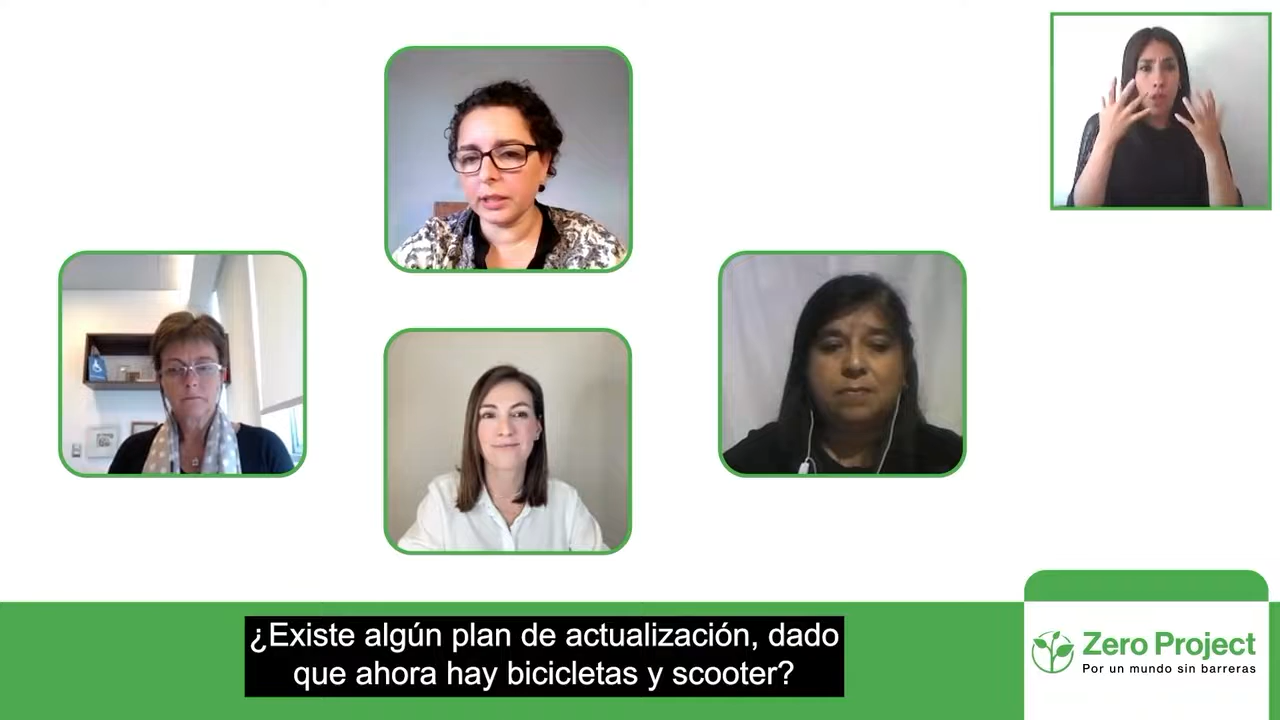 ¿Existe algún plan de actualización, dado
que ahora hay bicicletas y scooter?
Zero Project
Por un mundo sin barreras